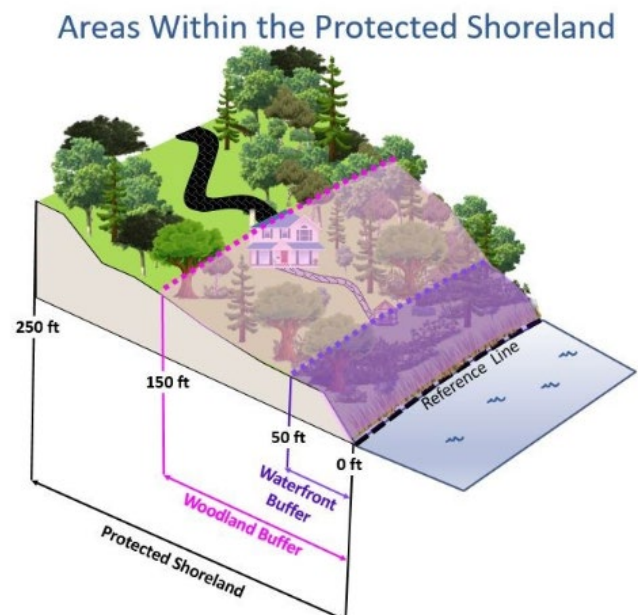 Areas Within the Protected Shoreland
250 ft
150 ft
50 ft
0 ft
Reference Line
Waterfront
Buffer
Woodland Buffer
Protected Shoreland